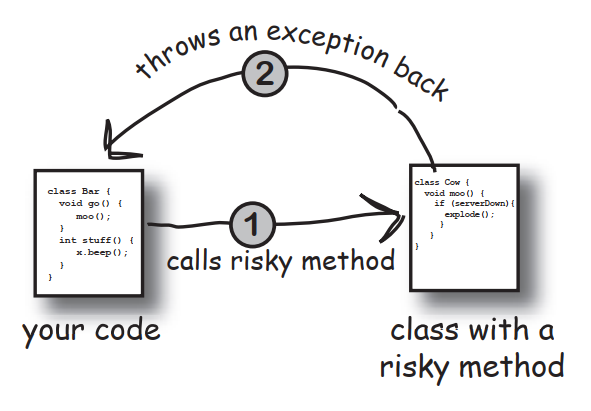 throws an exception back
2
class Bar {
void go() {
moo();
}
int stuff() {
x.beep();
}
}
1
calls risky method
class Cow {
void moo() {
if (serverDown){
explode();
}
}
}
your code
class with a
risky method